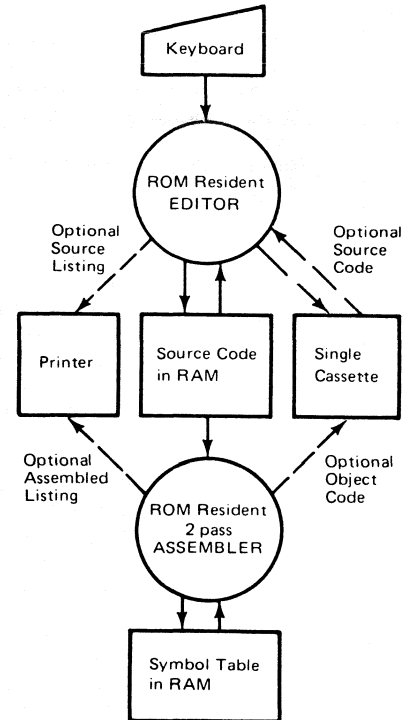 Keyboard
ROM Resident
EDITOR
Optional
Source
Listing
Optional
Source
Code
Printer
Source Code
in RAM
Single
Cassette
Optional
Assembled
Listing
Optional
Object
Code
ROM Resident
2 pass
ASSEMBLER
Symbol Table
in RAM